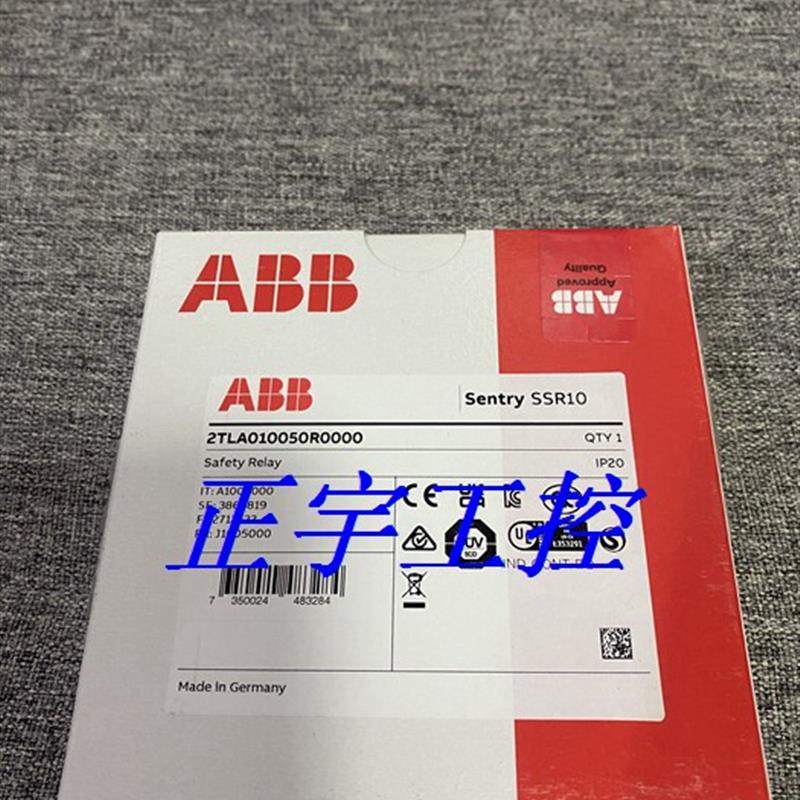 ABB
Quality
Approved
ABB
ABB
Sentry SSR10
2TLA010050R0000
QTY 1
Safety Relay
IP20
正宇工控
7 350024 483284
Made in Germany